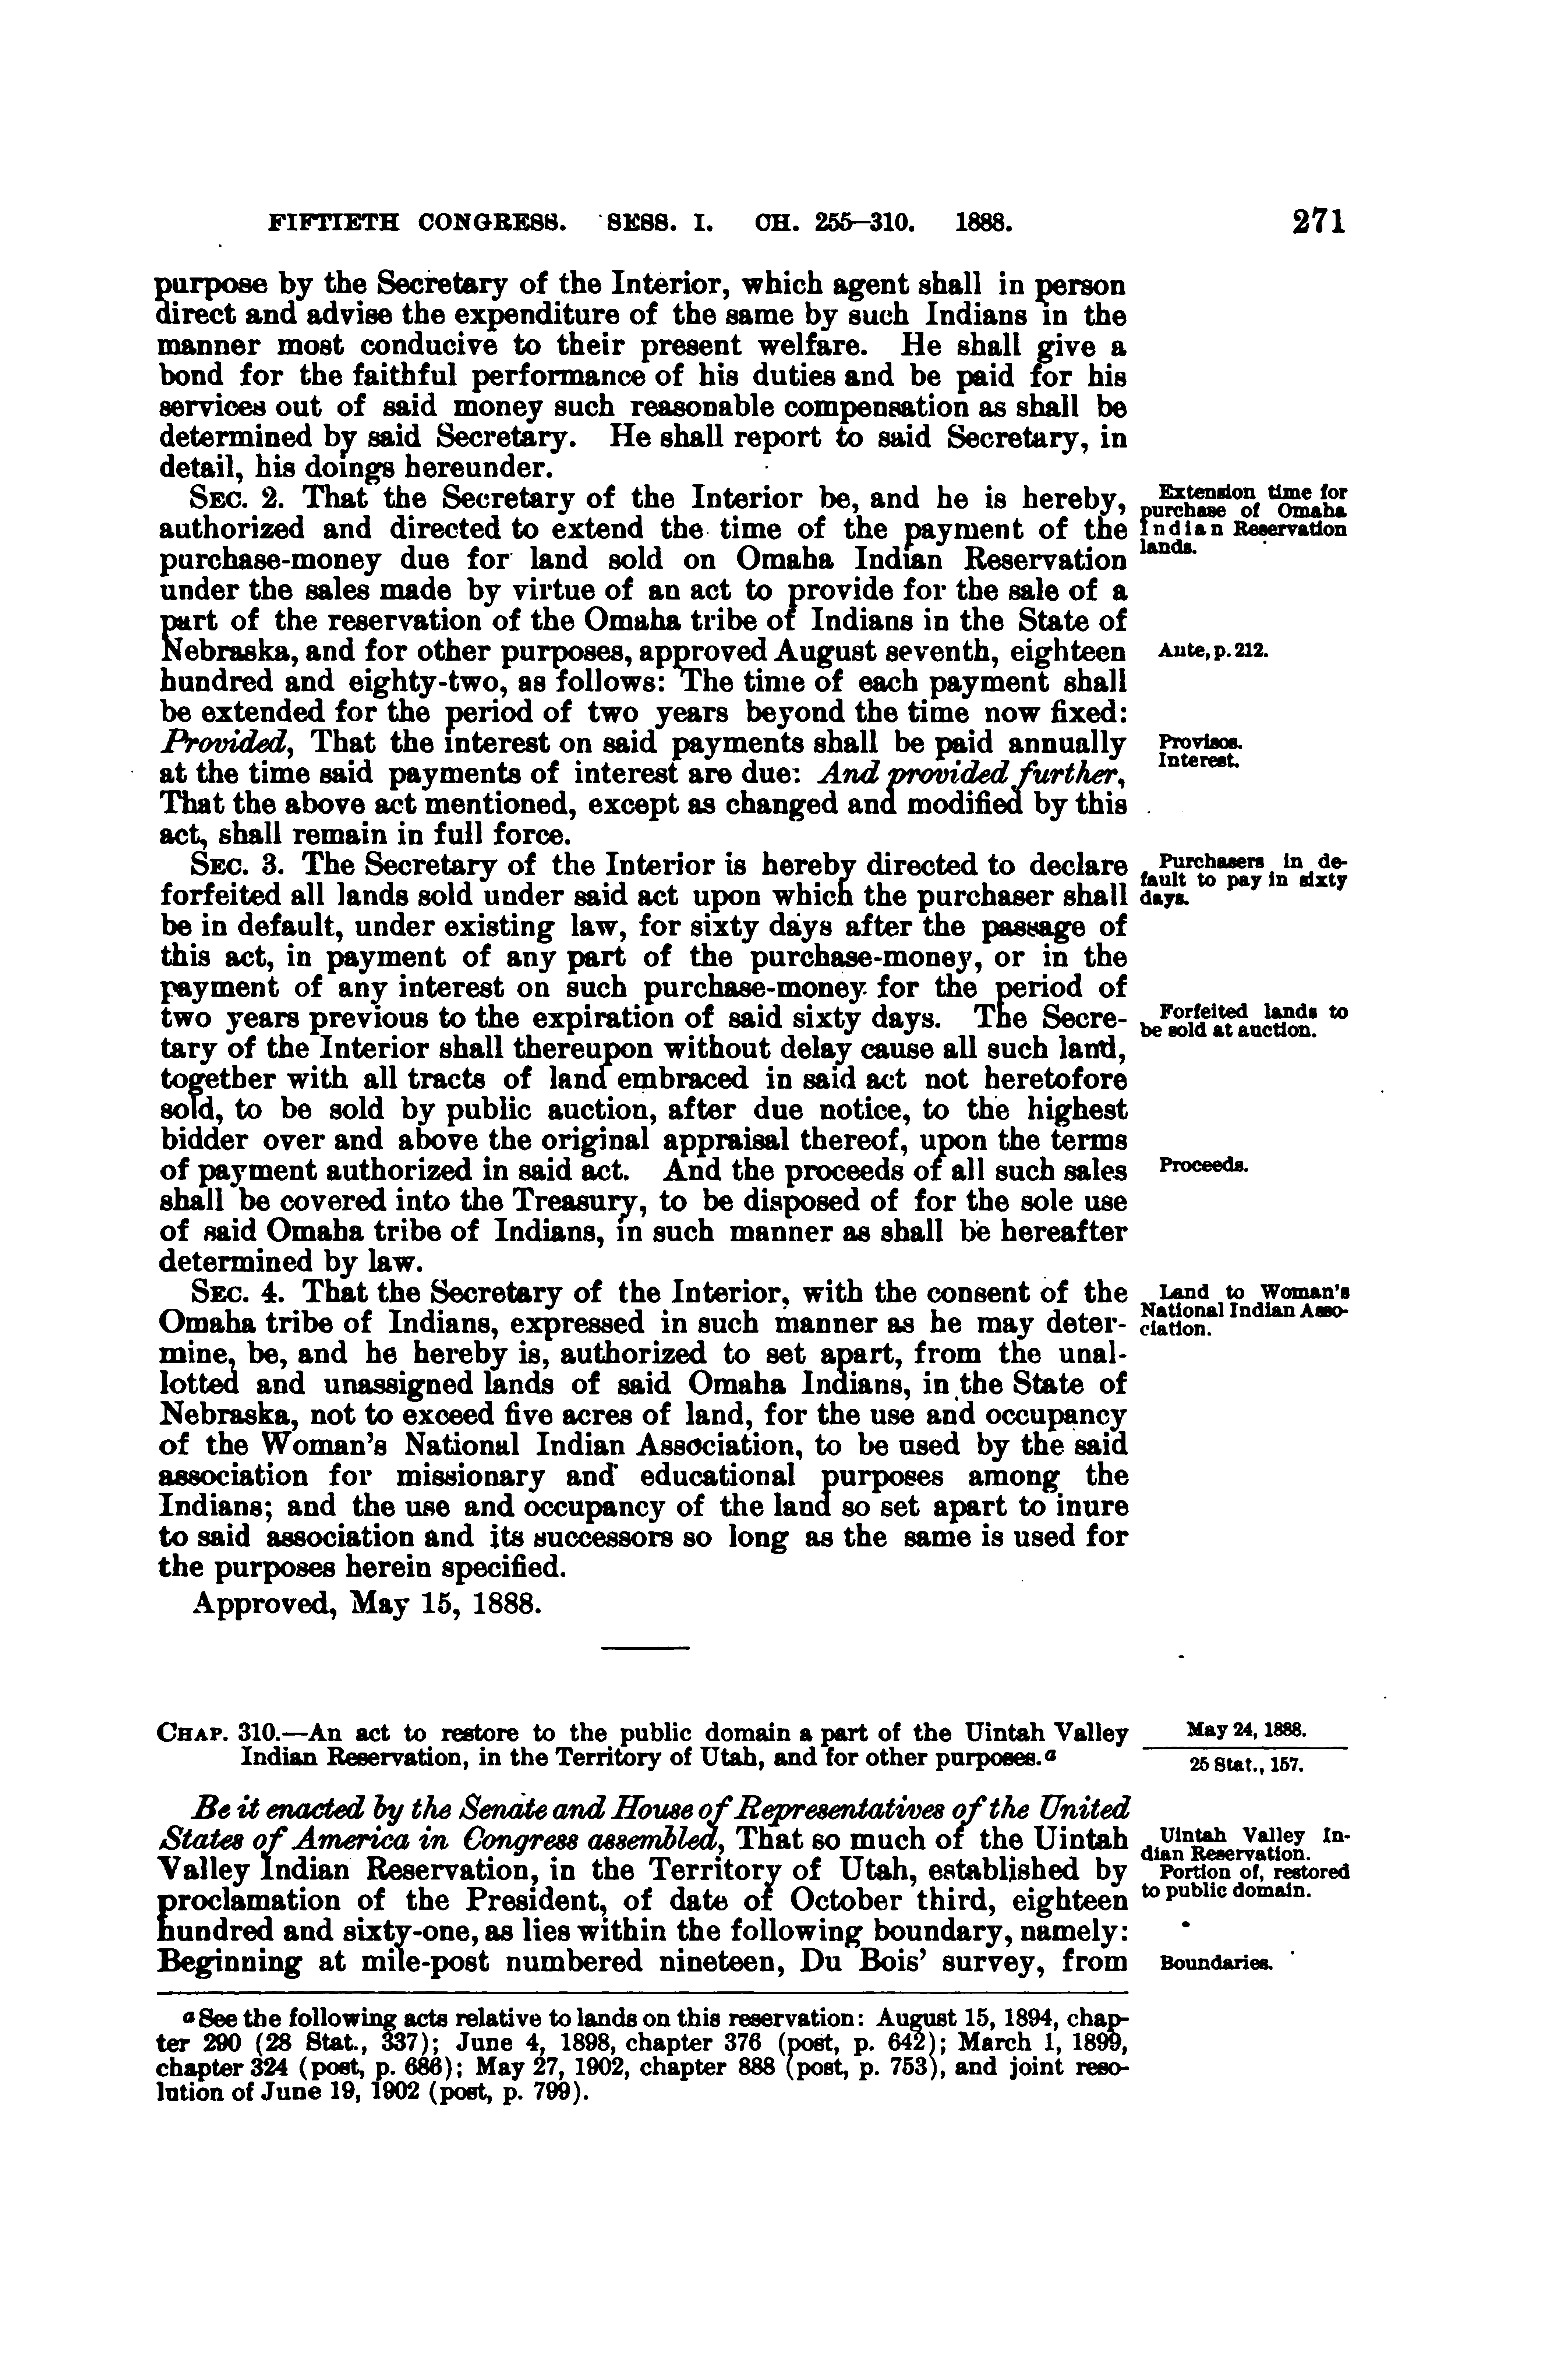 FIFTIETH CONGRESS. SESS. I. CH. 255–310. 1888. 271
purpose by the Secretary of the Interior, which agent shall in person
direct and advise the expenditure of the same by such Indians in the
manner most conducive to their present welfare. He shall give a
bond for the faithful performance of his duties and be paid for his
services out of said money such reasonable compensation as shall be
determined by said Secretary. He shall report to said Secretary, in
detail, his doings hereunder.
SEC. 2. That the Secretary of the Interior be, and he is hereby,
authorized and directed to extend the time of the payment of the
purchase-money due for land sold on Omaha Indian Reservation
under the sales made by virtue of an act to provide for the sale of a
part of the reservation of the Omaha tribe of Indians in the State of
Nebraska, and for other purposes, approved August seventh, eighteen
hundred and eighty-two, as follows: The time of each payment shall
be extended for the period of two years beyond the time now fixed:
Provided, That the interest on said payments shall be paid annually
at the time said payments of interest are due: And provided further,
That the above act mentioned, except as changed and modified by this
act, shall remain in full force.
SEC. 3. The Secretary of the Interior is hereby directed to declare
forfeited all lands sold under said act upon which the purchaser shall
be in default, under existing law, for sixty days after the passage of
this act, in payment of any part of the purchase-money, or in the
payment of any interest on such purchase-money for the period of
two years previous to the expiration of said sixty days. The Secre-
tary of the Interior shall thereupon without delay cause all such land,
together with all tracts of land embraced in said act not heretofore
sold, to be sold by public auction, after due notice, to the highest
bidder over and above the original appraisal thereof, upon the terms
of payment authorized in said act. And the proceeds of all such sales
shall be covered into the Treasury, to be disposed of for the sole use
of said Omaha tribe of Indians, in such manner as shall be hereafter
determined by law.
SEC. 4. That the Secretary of the Interior, with the consent of the
Omaha tribe of Indians, expressed in such manner as he may deter-
mine, be, and he hereby is, authorized to set apart, from the unal-
lotted and unassigned lands of said Omaha Indians, in the State of
Nebraska, not to exceed five acres of land, for the use and occupancy
of the Woman's National Indian Association, to be used by the said
association for missionary and educational purposes among the
Indians; and the use and occupancy of the land so set apart to inure
to said association and its successors so long as the same is used for
the purposes herein specified.
Approved, May 15, 1888.
Extension time for
purchase of Omaha
Indian Reservation
lands.
Ante, p. 212.
Provisos.
Interest.
Purchasers in de-
fault to pay in sixty
days.
Forfeited lands to
be sold at auction.
Proceeds.
Land to Woman's
National Indian Asso-
ciation.
CHAP. 310.—An act to restore to the public domain a part of the Uintah Valley
Indian Reservation, in the Territory of Utah, and for other purposes.a
May 24, 1888.
25 Stat., 157.
Be it enacted by the Senate and House of Representatives of the United
States of America in Congress assembled, That so much of the Uintah
Valley Indian Reservation, in the Territory of Utah, established by
proclamation of the President, of date of October third, eighteen
hundred and sixty-one, as lies within the following boundary, namely:
Beginning at mile-post numbered nineteen, Du Bois' survey, from
Uintah Valley In-
dian Reservation.
Portion of, restored
to public domain.
Boundaries.
a See the following acts relative to lands on this reservation: August 15, 1894, chap-
ter 290 (28 Stat., 337); June 4, 1898, chapter 376 (post, p. 642); March 1, 1899,
chapter 324 (post, p. 686); May 27, 1902, chapter 888 (post, p. 753), and joint reso-
lution of June 19, 1902 (post, p. 799).